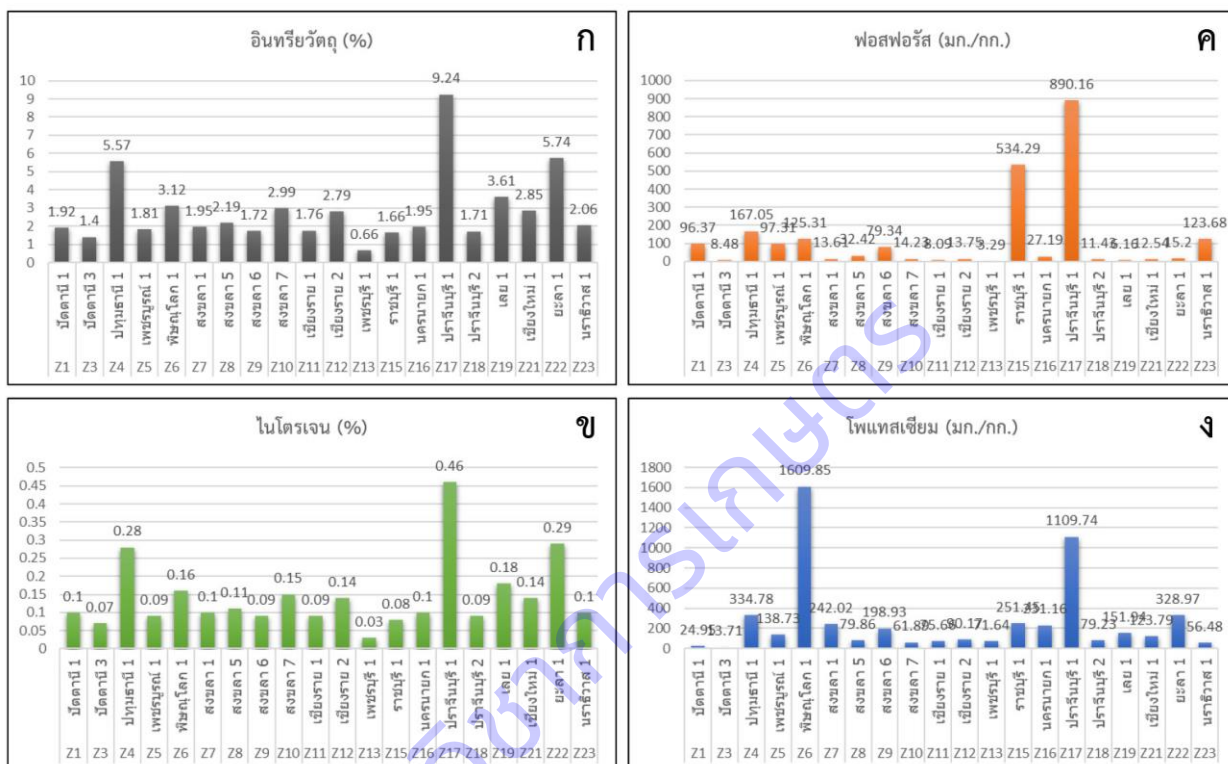 อินทรียวัตถุ (%) ก
10
9
8
7
6
5
4
3
2
1
0
1.92 1.4 5.57 1.81 3.12 1.95 2.19 1.72 2.99 1.76 2.79 0.66 1.66 1.95 9.24 1.71 3.61 2.85 5.74 2.06
ปัตตานี 1 ปัตตานี 3 ปทุมธานี 1 เพชรบูรณ์ 1 พิษณุโลก 1 สงขลา 1 สงขลา 5 สงขลา 6 สงขลา 7 เชียงราย 1 เชียงราย 2 เพชรบุรี 1 ราชบุรี 1 นครนายก 1 ปราจีนบุรี 1 ปราจีนบุรี 2 เลย 1 เชียงใหม่ 1 ยะลา 1 นราธิวาส 1
Z1 Z3 Z4 Z5 Z6 Z7 Z8 Z9 Z10 Z11 Z12 Z13 Z15 Z16 Z17 Z18 Z19 Z21 Z22 Z23
ฟอสฟอรัส (มก./กก.) ค
1000
900
800
700
600
500
400
300
200
100
0
96.37 8.48 167.05 97.31 125.31 13.61 32.42 79.34 14.23 8.09 13.75 3.29 534.29 27.19 890.16 11.43 6.16 12.54 15.2 123.68
ปัตตานี 1 ปัตตานี 3 ปทุมธานี 1 เพชรบูรณ์ 1 พิษณุโลก 1 สงขลา 1 สงขลา 5 สงขลา 6 สงขลา 7 เชียงราย 1 เชียงราย 2 เพชรบุรี 1 ราชบุรี 1 นครนายก 1 ปราจีนบุรี 1 ปราจีนบุรี 2 เลย 1 เชียงใหม่ 1 ยะลา 1 นราธิวาส 1
Z1 Z3 Z4 Z5 Z6 Z7 Z8 Z9 Z10 Z11 Z12 Z13 Z15 Z16 Z17 Z18 Z19 Z21 Z22 Z23
ไนโตรเจน (%) ข
0.5
0.45
0.4
0.35
0.3
0.25
0.2
0.15
0.1
0.05
0
0.1 0.07 0.28 0.09 0.16 0.1 0.11 0.09 0.15 0.09 0.14 0.03 0.08 0.1 0.46 0.09 0.18 0.14 0.29 0.1
ปัตตานี 1 ปัตตานี 3 ปทุมธานี 1 เพชรบูรณ์ 1 พิษณุโลก 1 สงขลา 1 สงขลา 5 สงขลา 6 สงขลา 7 เชียงราย 1 เชียงราย 2 เพชรบุรี 1 ราชบุรี 1 นครนายก 1 ปราจีนบุรี 1 ปราจีนบุรี 2 เลย 1 เชียงใหม่ 1 ยะลา 1 นราธิวาส 1
Z1 Z3 Z4 Z5 Z6 Z7 Z8 Z9 Z10 Z11 Z12 Z13 Z15 Z16 Z17 Z18 Z19 Z21 Z22 Z23
โพแทสเซียม (มก./กก.) ง
1800
1600
1400
1200
1000
800
600
400
200
0
24.95 13.71 334.78 138.73 1609.85 242.02 79.86 198.93 90.17 71.64 1109.74 79.23 151.94 123.79 328.97 56.48
ปัตตานี 1 ปัตตานี 3 ปทุมธานี 1 เพชรบูรณ์ 1 พิษณุโลก 1 สงขลา 1 สงขลา 5 สงขลา 6 สงขลา 7 เชียงราย 1 เชียงราย 2 เพชรบุรี 1 ราชบุรี 1 นครนายก 1 ปราจีนบุรี 1 ปราจีนบุรี 2 เลย 1 เชียงใหม่ 1 ยะลา 1 นราธิวาส 1
Z1 Z3 Z4 Z5 Z6 Z7 Z8 Z9 Z10 Z11 Z12 Z13 Z15 Z16 Z17 Z18 Z19 Z21 Z22 Z23
วิชาการเกษตร